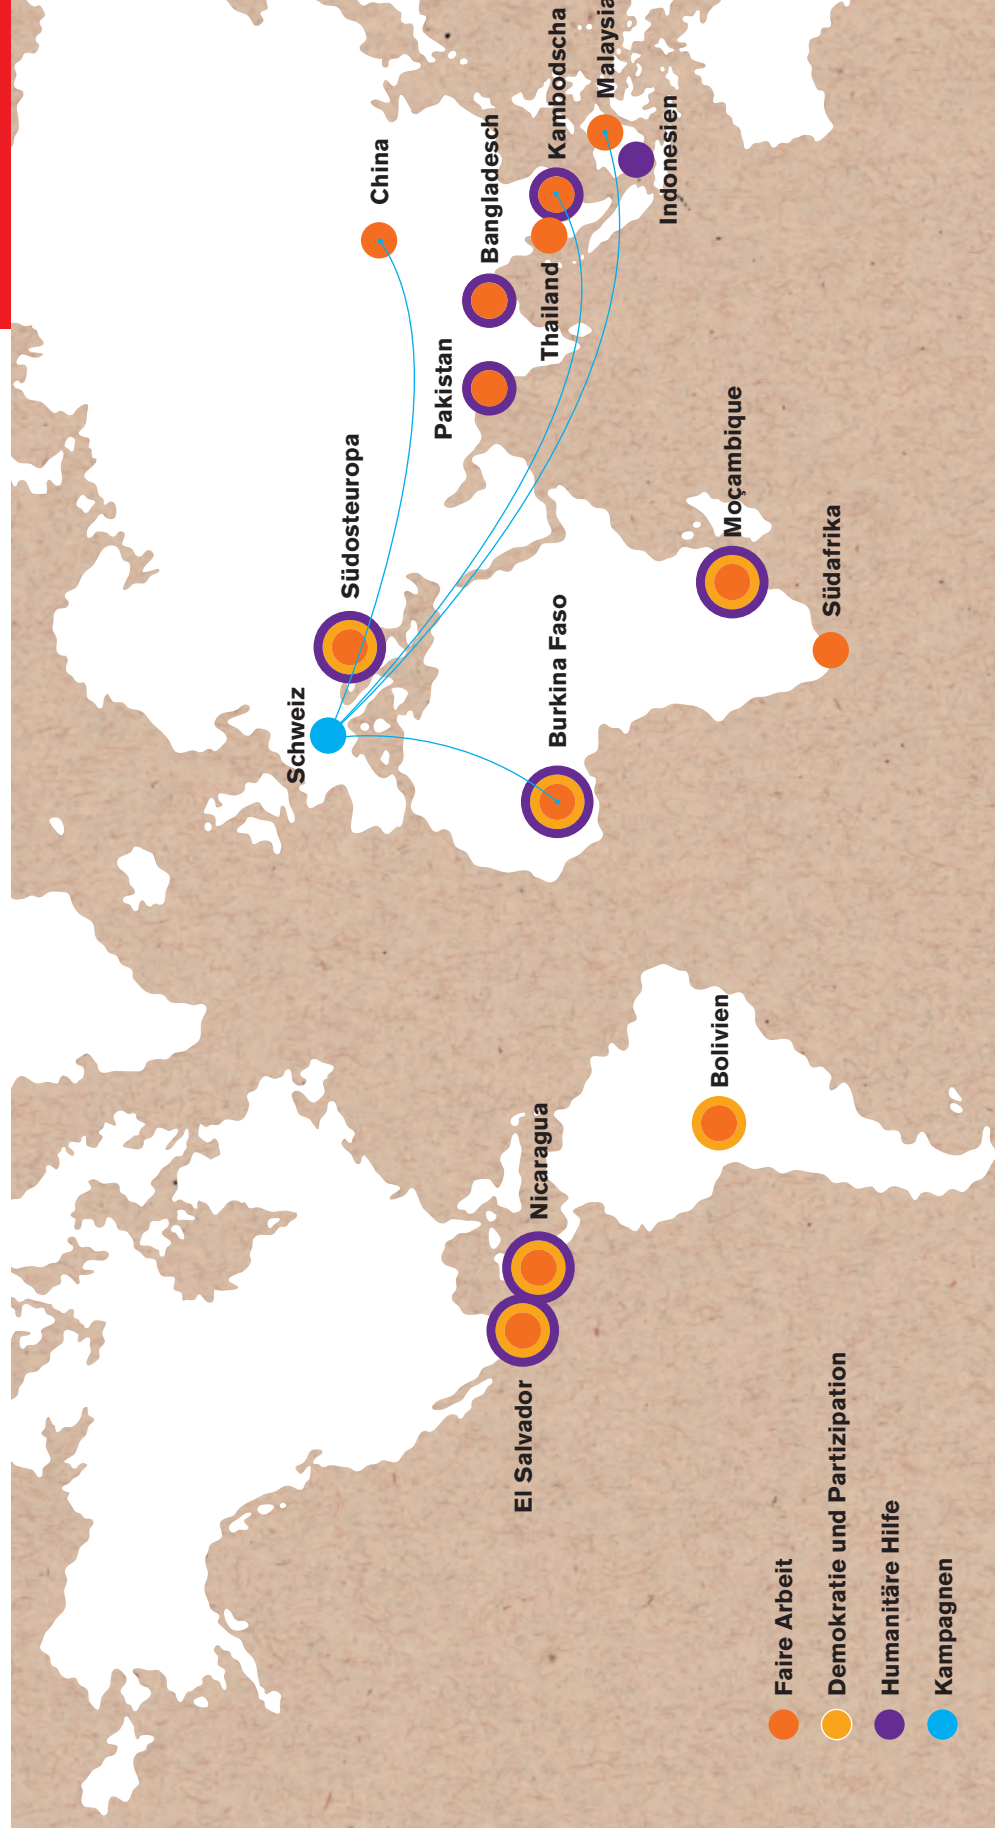 Schweiz
Südosteuropa
China
Pakistan
Bangladesch
Thailand
Kambodscha
Malaysia
Indonesien
Burkina Faso
Moçambique
Südafrika
El Salvador
Nicaragua
Bolivien
Faire Arbeit
Demokratie und Partizipation
Humanitäre Hilfe
Kampagnen